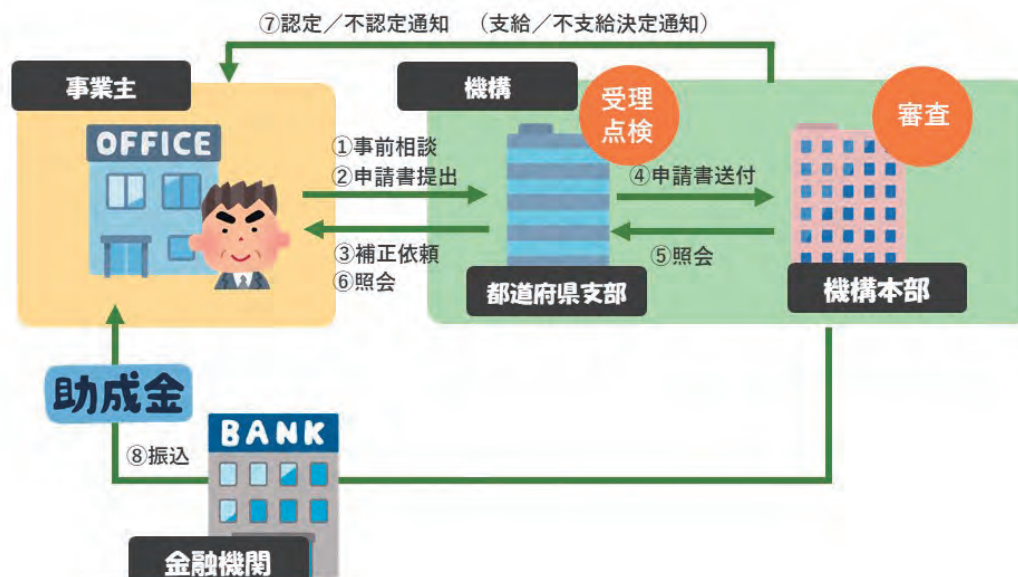 ⑦認定／不認定通知　（支給／不支給決定通知）
事業主
機構
受理
点検
審査
OFFICE
①事前相談
②申請書提出
④申請書送付
③補正依頼
⑥照会
⑤照会
都道府県支部
機構本部
助成金
BANK
⑧振込
金融機関